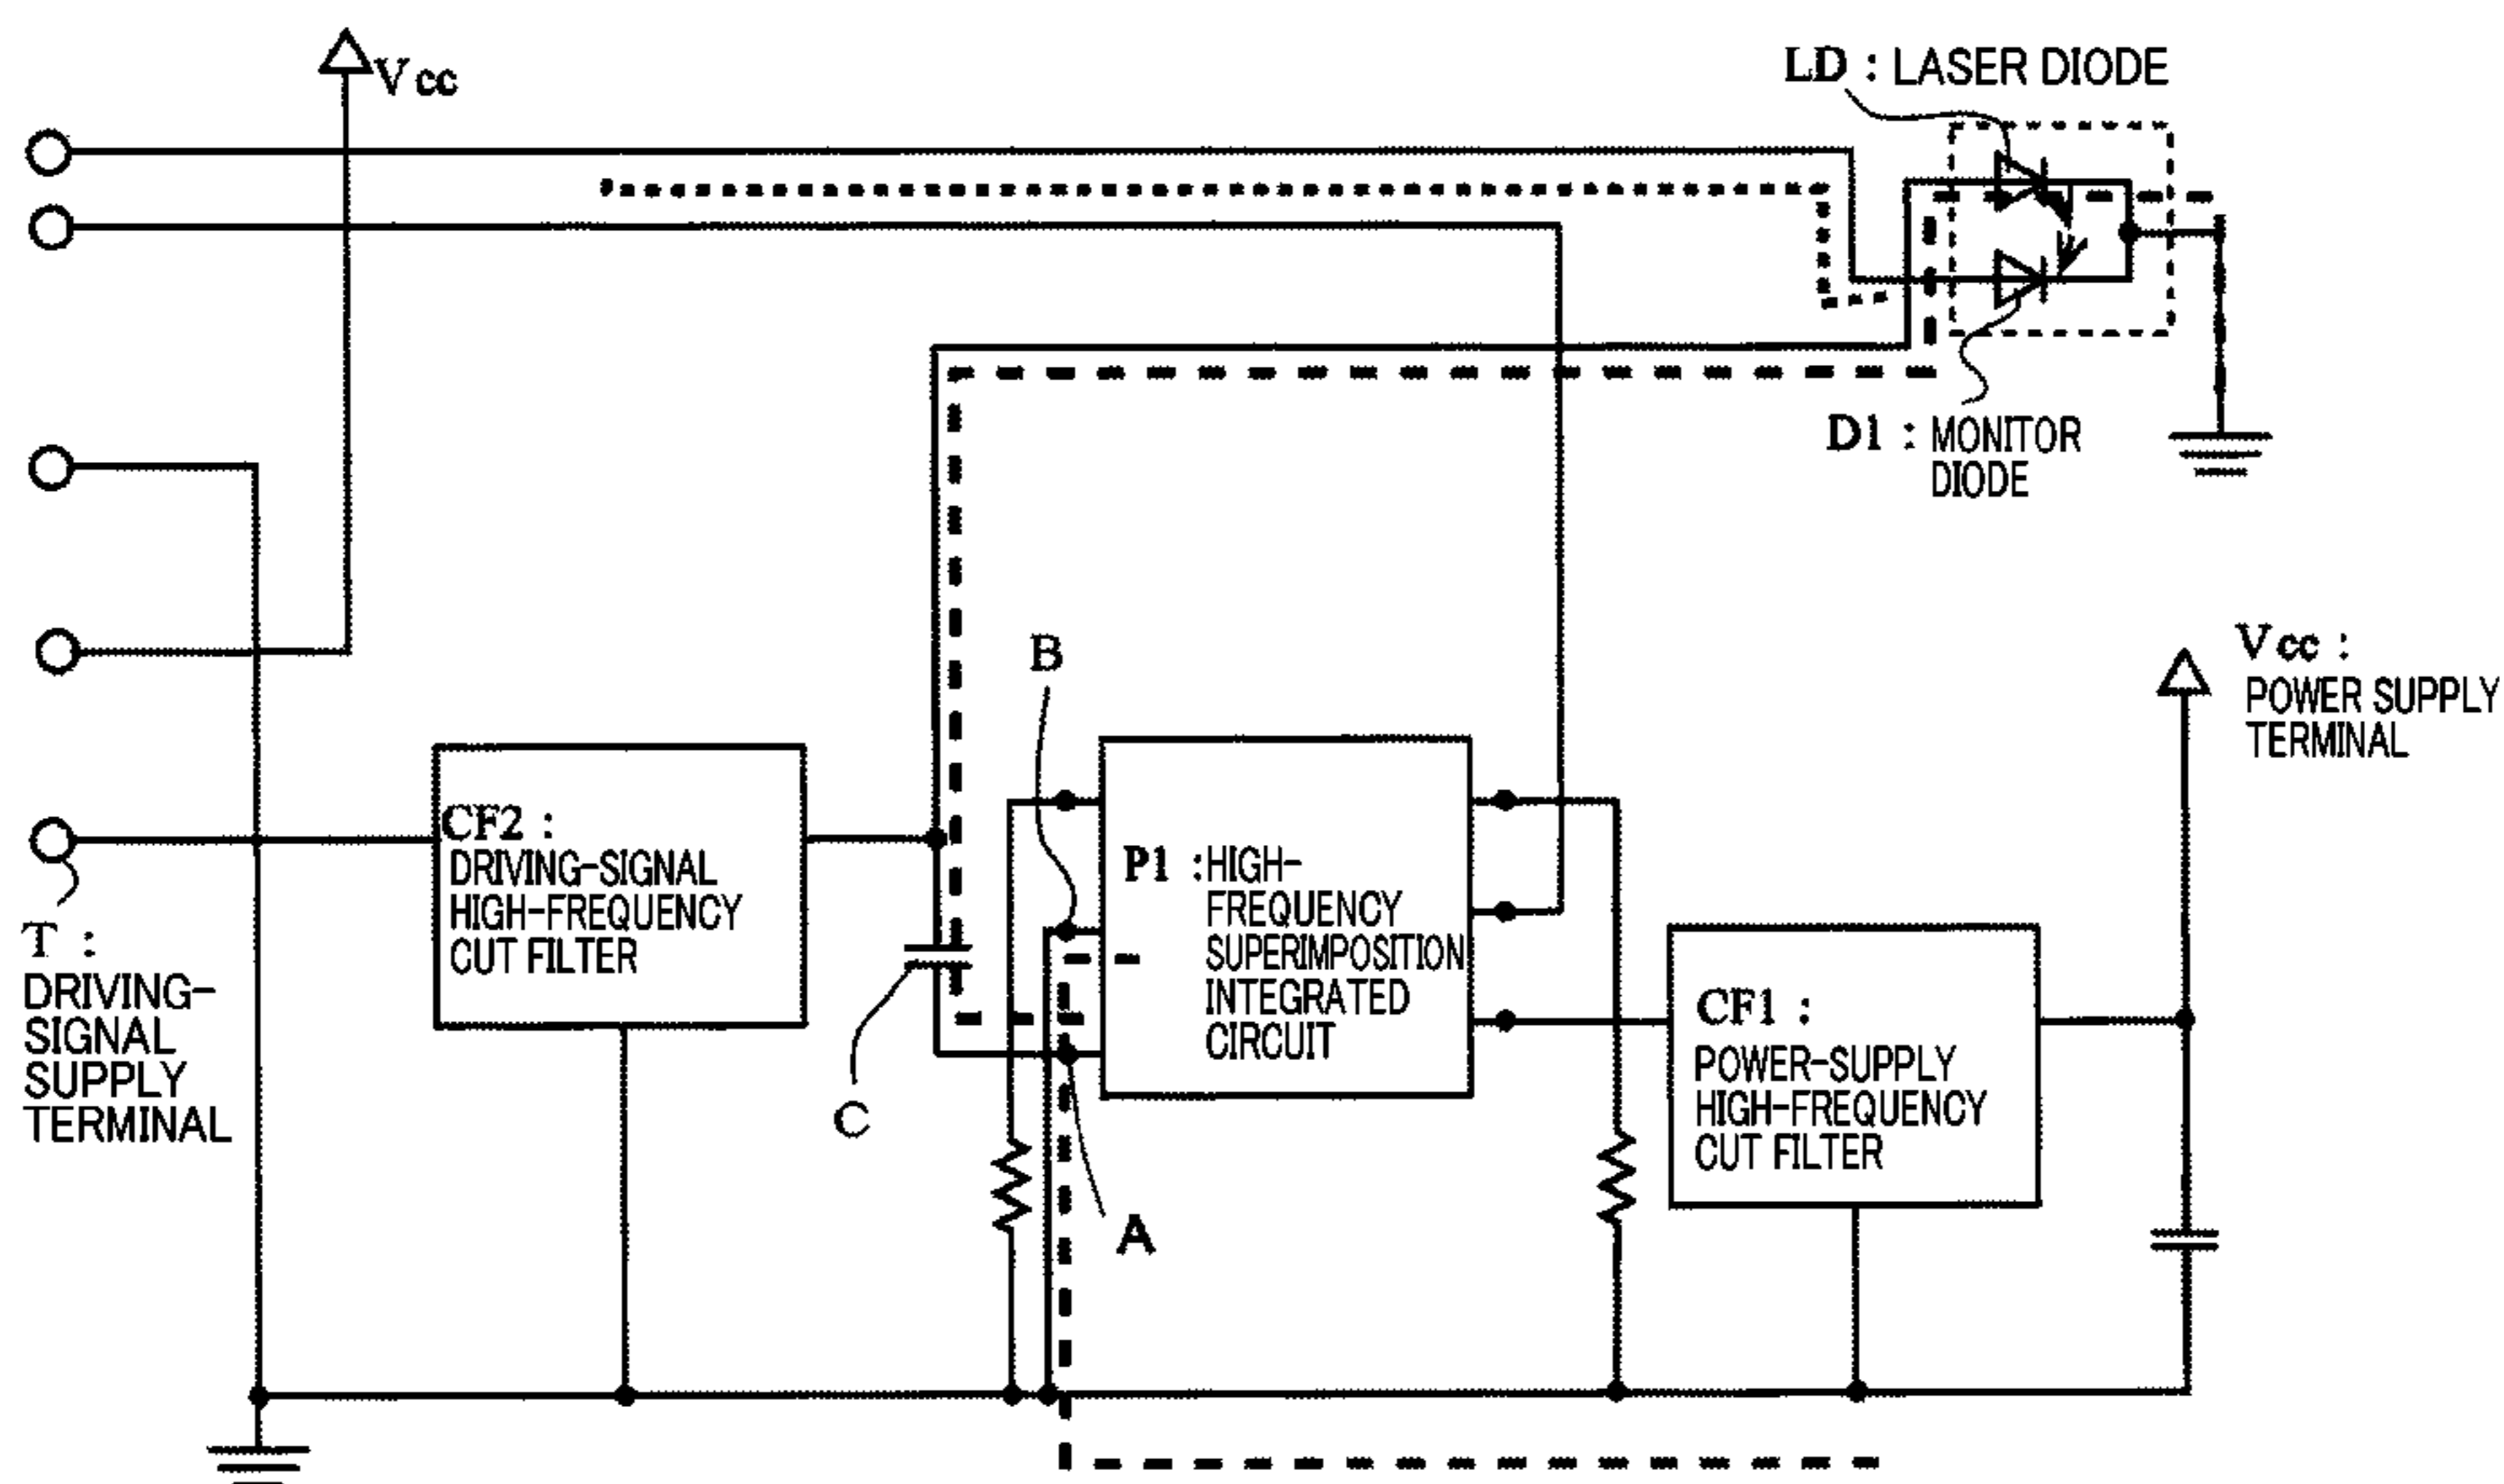 Vcc
LD : LASER DIODE
D1 : MONITOR
DIODE
B
Vcc :
POWER SUPPLY
TERMINAL
CF2 :
DRIVING-SIGNAL
HIGH-FREQUENCY
CUT FILTER
P1 :HIGH-
FREQUENCY
SUPERIMPOSITION
INTEGRATED
CIRCUIT
T :
DRIVING-
SIGNAL
SUPPLY
TERMINAL
C
A
CF1 :
POWER-SUPPLY
HIGH-FREQUENCY
CUT FILTER